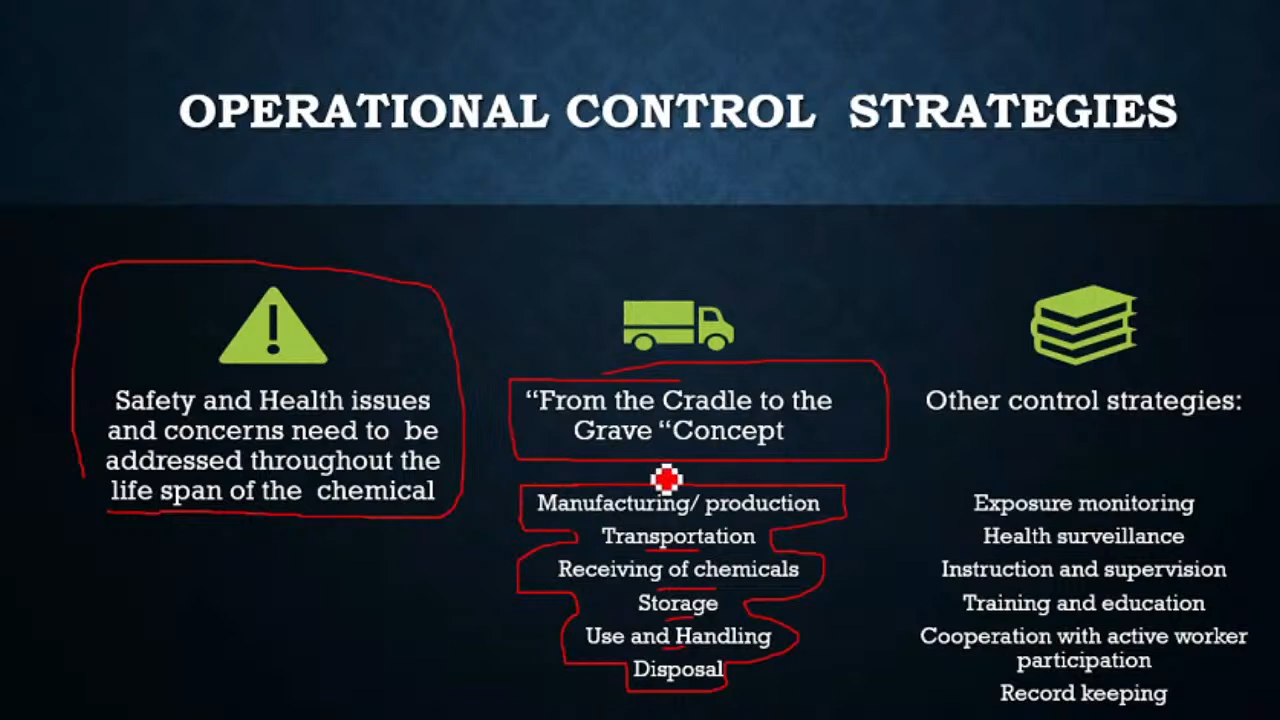 OPERATIONAL CONTROL STRATEGIES
Safety and Health issues
and concerns need to be
addressed throughout the
life span of the chemical
“From the Cradle to the
Grave “Concept
Manufacturing/ production
Transportation
Receiving of chemicals
Storage
Use and Handling
Disposal
Other control strategies:
Exposure monitoring
Health surveillance
Instruction and supervision
Training and education
Cooperation with active worker
participation
Record keeping